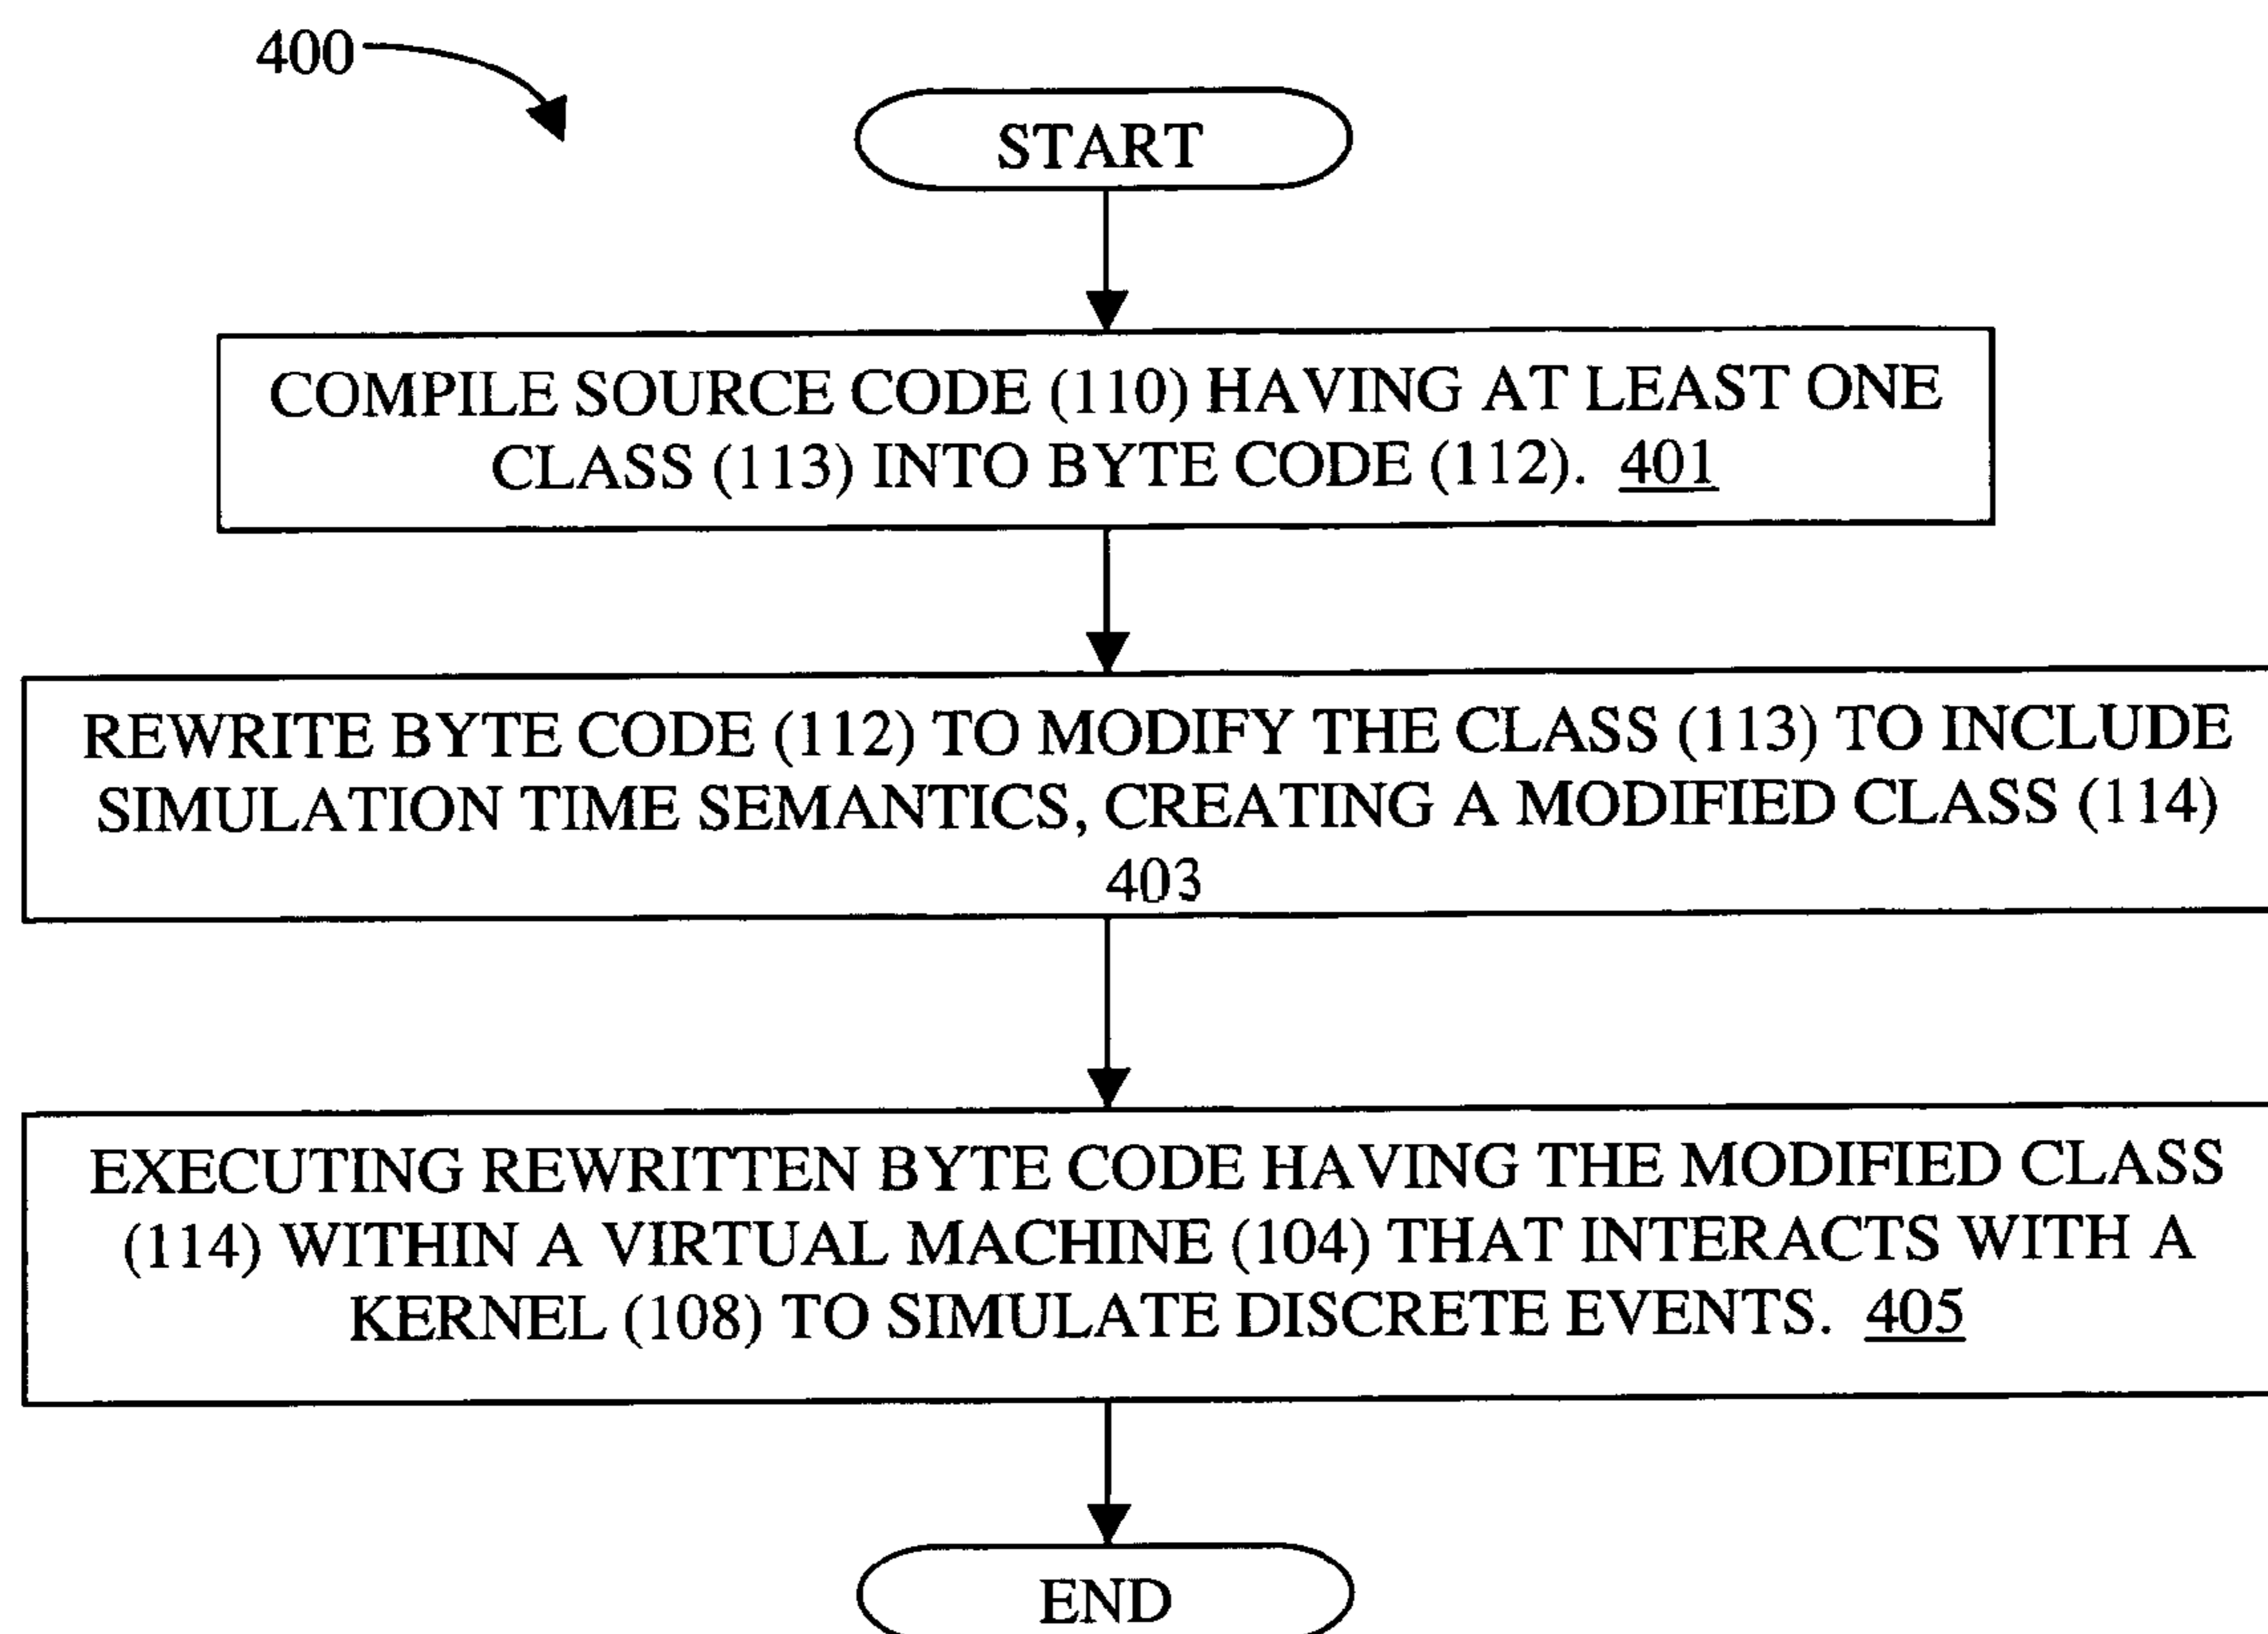 400
START
COMPILE SOURCE CODE (110) HAVING AT LEAST ONE
CLASS (113) INTO BYTE CODE (112). 401
REWRITE BYTE CODE (112) TO MODIFY THE CLASS (113) TO INCLUDE
SIMULATION TIME SEMANTICS, CREATING A MODIFIED CLASS (114)
403
EXECUTING REWRITTEN BYTE CODE HAVING THE MODIFIED CLASS
(114) WITHIN A VIRTUAL MACHINE (104) THAT INTERACTS WITH A
KERNEL (108) TO SIMULATE DISCRETE EVENTS. 405
END